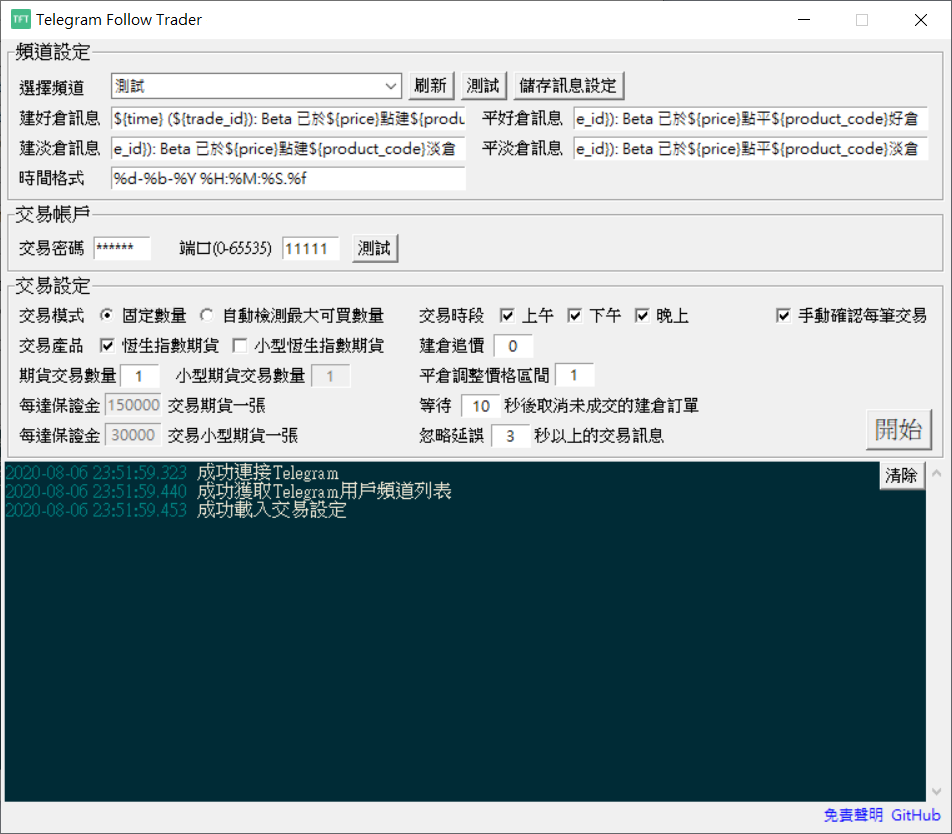 TFT Telegram Follow Trader
頻道設定
選擇頻道 測試 刷新 測試 儲存訊息設定
建好倉訊息 ${time} (${trade_id}): Beta 已於${price}點建${produ 平好倉訊息 e_id}): Beta 已於${price}點平${product_code}好倉
建淡倉訊息 e_id}): Beta 已於${price}點建${product_code}淡倉 平淡倉訊息 e_id}): Beta 已於${price}點平${product_code}淡倉
時間格式 %d-%b-%Y %H:%M:%S.%f
交易帳戶
交易密碼 ****** 端口(0-65535) 11111 測試
交易設定
交易模式 固定數量 自動檢測最大可買數量 交易時段 上午 下午 晚上 手動確認每筆交易
交易產品 恆生指數期貨 小型恆生指數期貨 建倉追價 0
期貨交易數量 1 小型期貨交易數量 1 平倉調整價格區間 1
每達保證金 150000 交易期貨一張 等待 10 秒後取消未成交的建倉訂單
每達保證金 30000 交易小型期貨一張 忽略延誤 3 秒以上的交易訊息 開始
2020-08-06 23:51:59.323 成功連接Telegram 清除
2020-08-06 23:51:59.440 成功獲取Telegram用戶頻道列表
2020-08-06 23:51:59.453 成功載入交易設定
免責聲明 GitHub